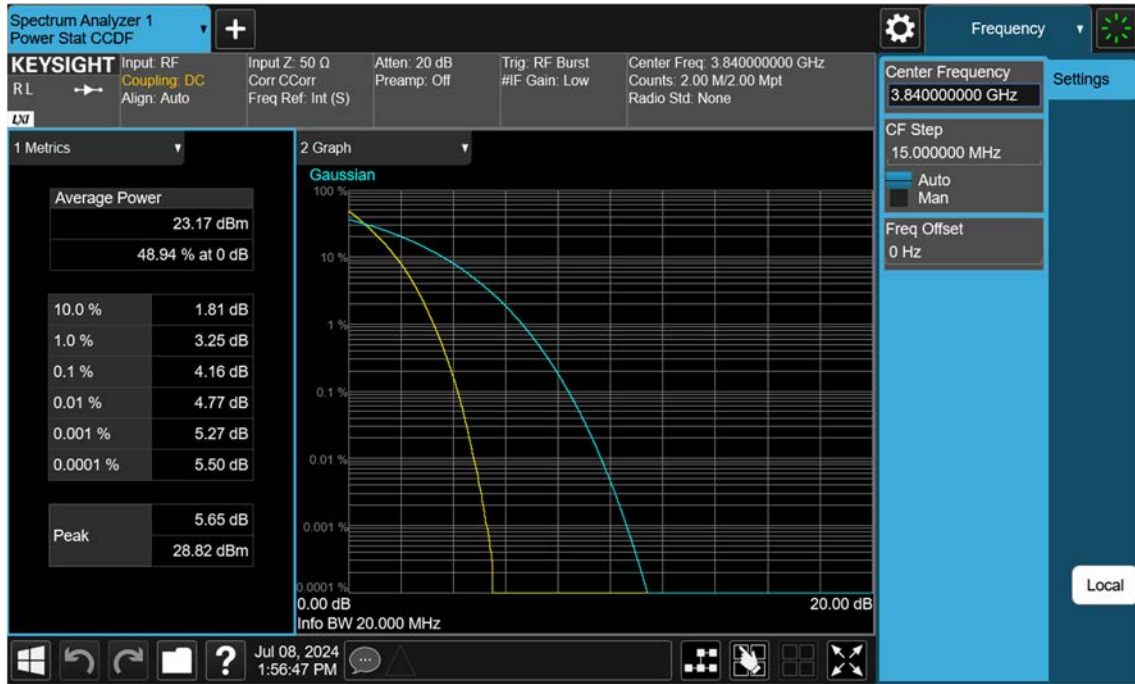 Spectrum Analyzer 1
Power Stat CCDF
Frequency
KEYSIGHT
R L
LXI
Input: RF
Coupling: DC
Align: Auto
Input Z: 50 Ω
Corr CCorr
Freq Ref: Int (S)
Atten: 20 dB
Preamp: Off
Trig: RF Burst
#IF Gain: Low
Center Freq: 3.840000000 GHz
Counts: 2.00 M/2.00 Mpt
Radio Std: None
Center Frequency
3.840000000 GHz
Settings
CF Step
15.000000 MHz
Auto
Man
Freq Offset
0 Hz
Local
1 Metrics
Average Power
23.17 dBm
48.94 % at 0 dB
10.0 % 1.81 dB
1.0 % 3.25 dB
0.1 % 4.16 dB
0.01 % 4.77 dB
0.001 % 5.27 dB
0.0001 % 5.50 dB
Peak
5.65 dB
28.82 dBm
2 Graph
Gaussian
100 %
10 %
1 %
0.1 %
0.01 %
0.001 %
0.0001 %
0.00 dB 20.00 dB
Info BW 20.000 MHz
?
Jul 08, 2024
1:56:47 PM